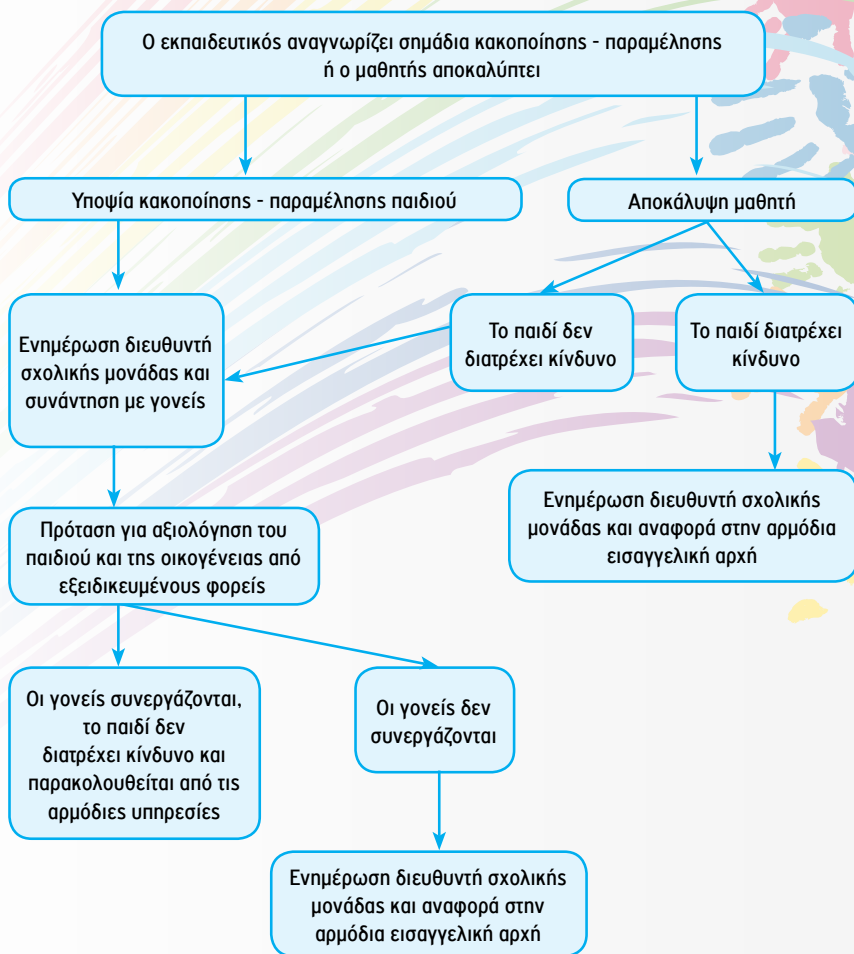 Ο εκπαιδευτικός αναγνωρίζει σημάδια κακοποίησης - παραμέλησης
ή ο μαθητής αποκαλύπτει
Υποψία κακοποίησης - παραμέλησης παιδιού
Αποκάλυψη μαθητή
Ενημέρωση διευθυντή
σχολικής μονάδας και
συνάντηση με γονείς
Το παιδί δεν
διατρέχει κίνδυνο
Το παιδί διατρέχει
κίνδυνο
Ενημέρωση διευθυντή σχολικής
μονάδας και αναφορά στην αρμόδια
εισαγγελική αρχή
Πρόταση για αξιολόγηση του
παιδιού και της οικογένειας από
εξειδικευμένους φορείς
Οι γονείς συνεργάζονται,
το παιδί δεν
διατρέχει κίνδυνο και
παρακολουθείται από τις
αρμόδιες υπηρεσίες
Οι γονείς δεν
συνεργάζονται
Ενημέρωση διευθυντή σχολικής
μονάδας και αναφορά στην
αρμόδια εισαγγελική αρχή